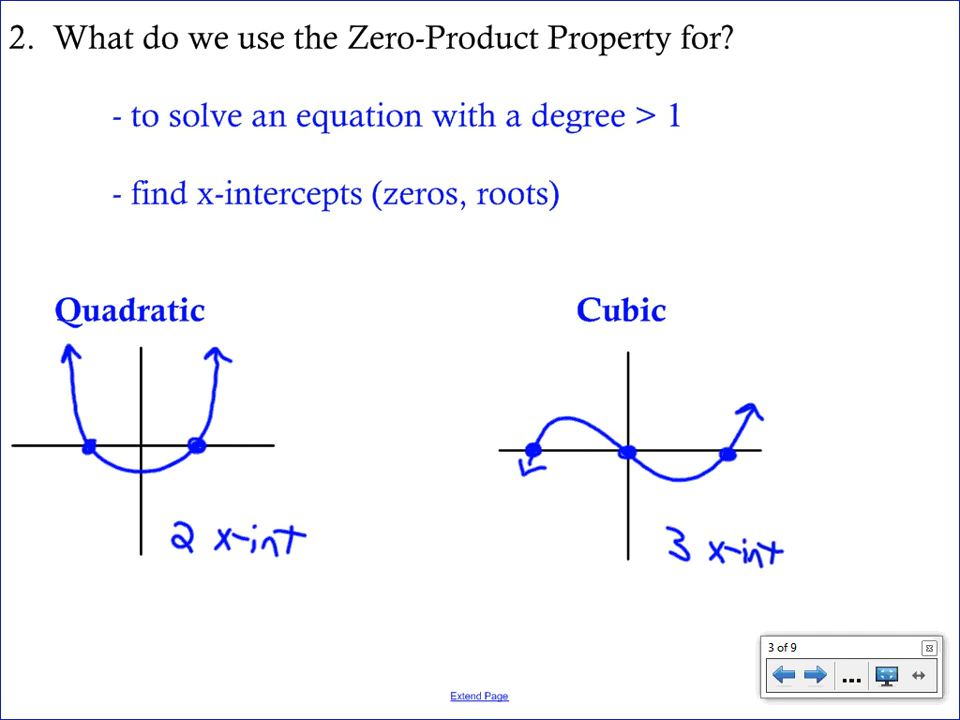 2. What do we use the Zero-Product Property for?
- to solve an equation with a degree > 1
- find x-intercepts (zeros, roots)
Quadratic
Cubic
2 x-int
3 x-int
3 of 9
...
Extend Page